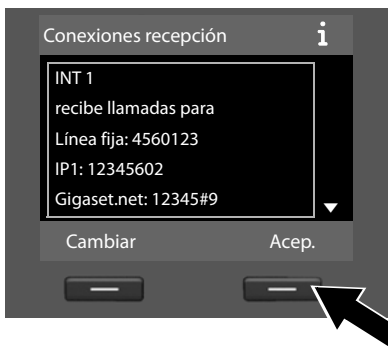 Conexiones recepción i
INT 1
recibe llamadas para
Línea fija: 4560123
IP1: 12345602
Gigaset.net: 12345#9
Cambiar Acep.